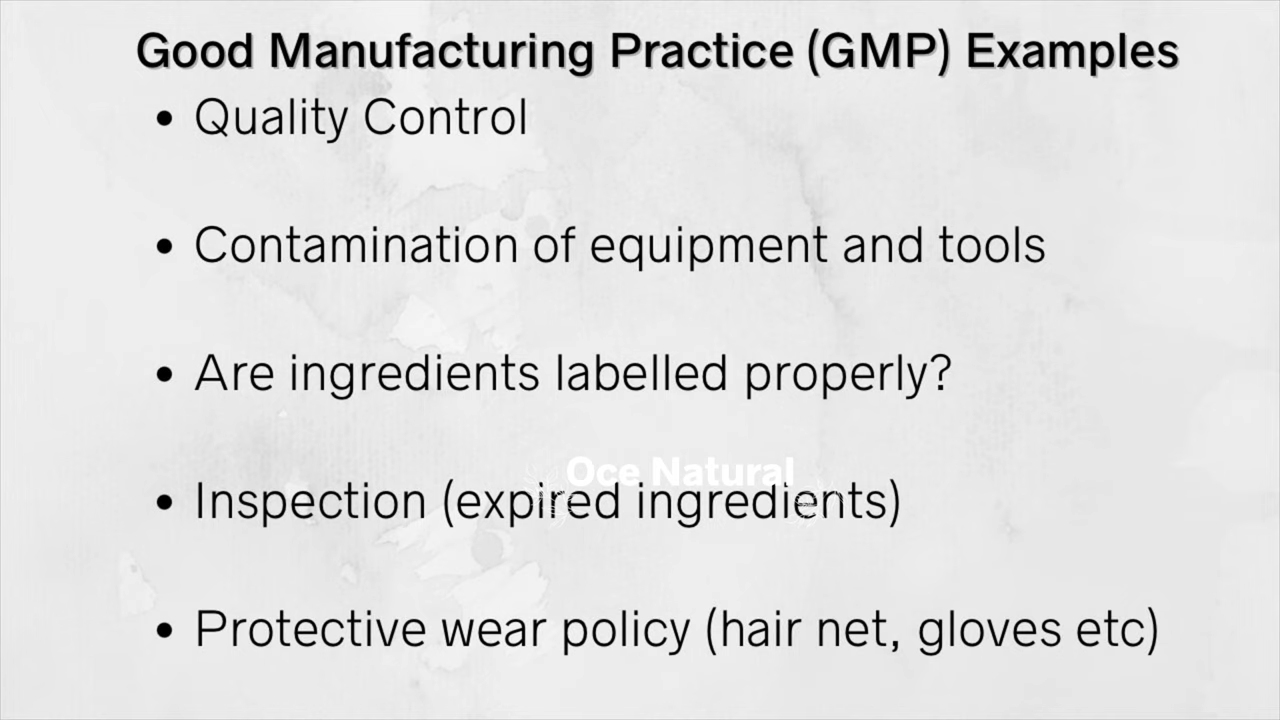 Good Manufacturing Practice (GMP) Examples
• Quality Control
• Contamination of equipment and tools
• Are ingredients labelled properly?
Oce Natural
• Inspection (expired ingredients)
• Protective wear policy (hair net, gloves etc)